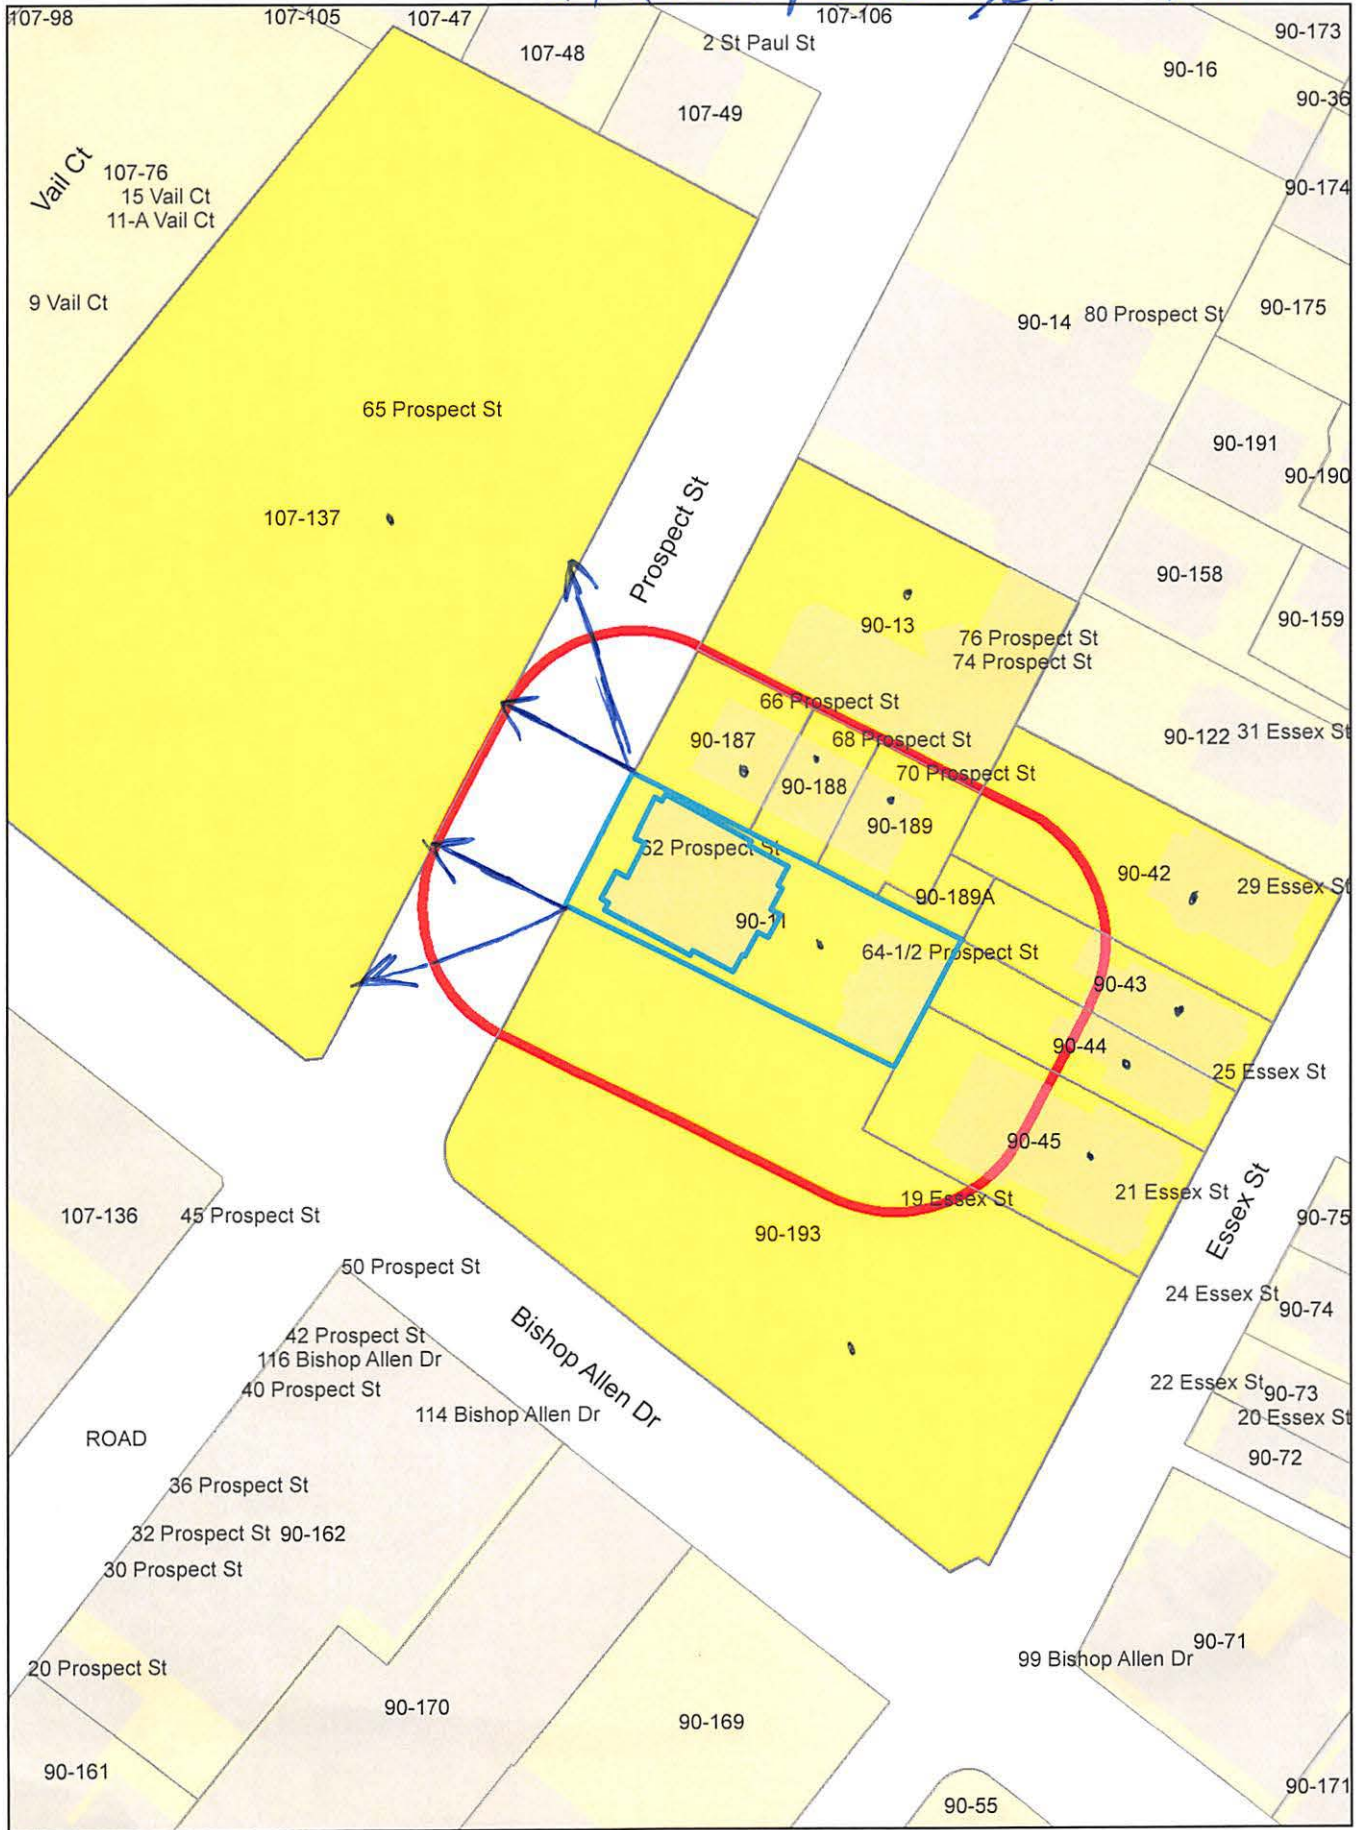 107-98
107-105
107-47
107-106
90-173
107-48
2 St Paul St
90-16
90-36
107-49
Vail Ct
107-76
15 Vail Ct
11-A Vail Ct
90-174
9 Vail Ct
90-14
80 Prospect St
90-175
65 Prospect St
90-191
90-190
107-137
Prospect St
90-158
90-159
90-13
76 Prospect St
74 Prospect St
66 Prospect St
90-187
68 Prospect St
90-122
31 Essex St
90-188
70 Prospect St
90-189
62 Prospect St
90-42
29 Essex St
90-189A
90-11
64-1/2 Prospect St
90-43
90-44
25 Essex St
90-45
19 Essex St
21 Essex St
Essex St
107-136
45 Prospect St
90-193
90-75
50 Prospect St
24 Essex St
90-74
Bishop Allen Dr
42 Prospect St
116 Bishop Allen Dr
40 Prospect St
22 Essex St
90-73
114 Bishop Allen Dr
20 Essex St
ROAD
90-72
36 Prospect St
32 Prospect St
90-162
30 Prospect St
20 Prospect St
99 Bishop Allen Dr
90-71
90-170
90-169
90-161
90-171
90-55